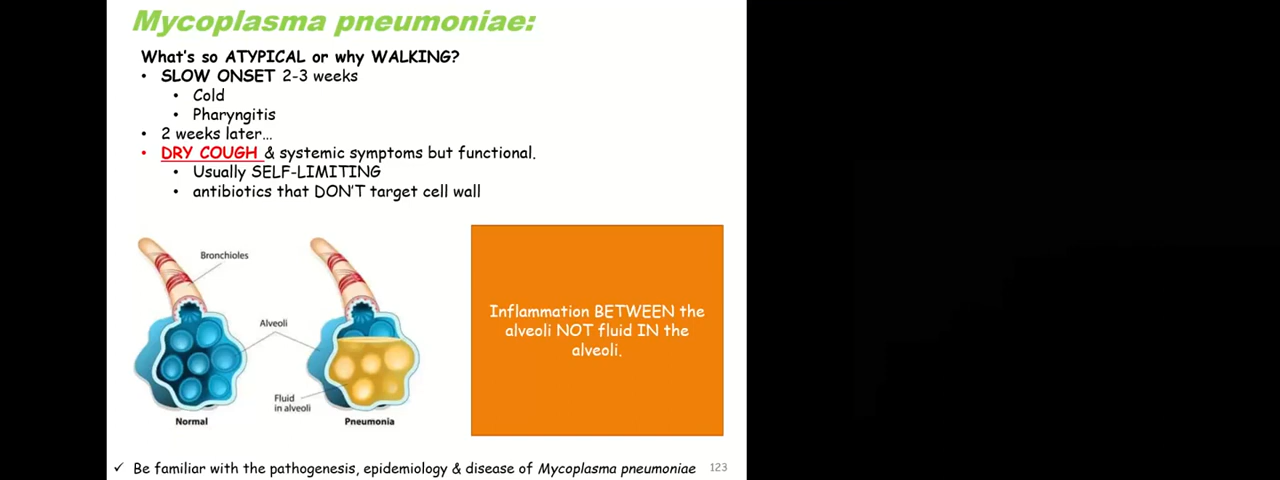 Mycoplasma pneumoniae:
What's so ATYPICAL or why WALKING?
• SLOW ONSET 2-3 weeks
• Cold
• Pharyngitis
• 2 weeks later…
• DRY COUGH & systemic symptoms but functional.
• Usually SELF-LIMITING
• antibiotics that DON'T target cell wall
Bronchioles
Alveoli
Fluid
in alveoli
Normal
Pneumonia
Inflammation BETWEEN the
alveoli NOT fluid IN the
alveoli.
✓ Be familiar with the pathogenesis, epidemiology & disease of Mycoplasma pneumoniae
123